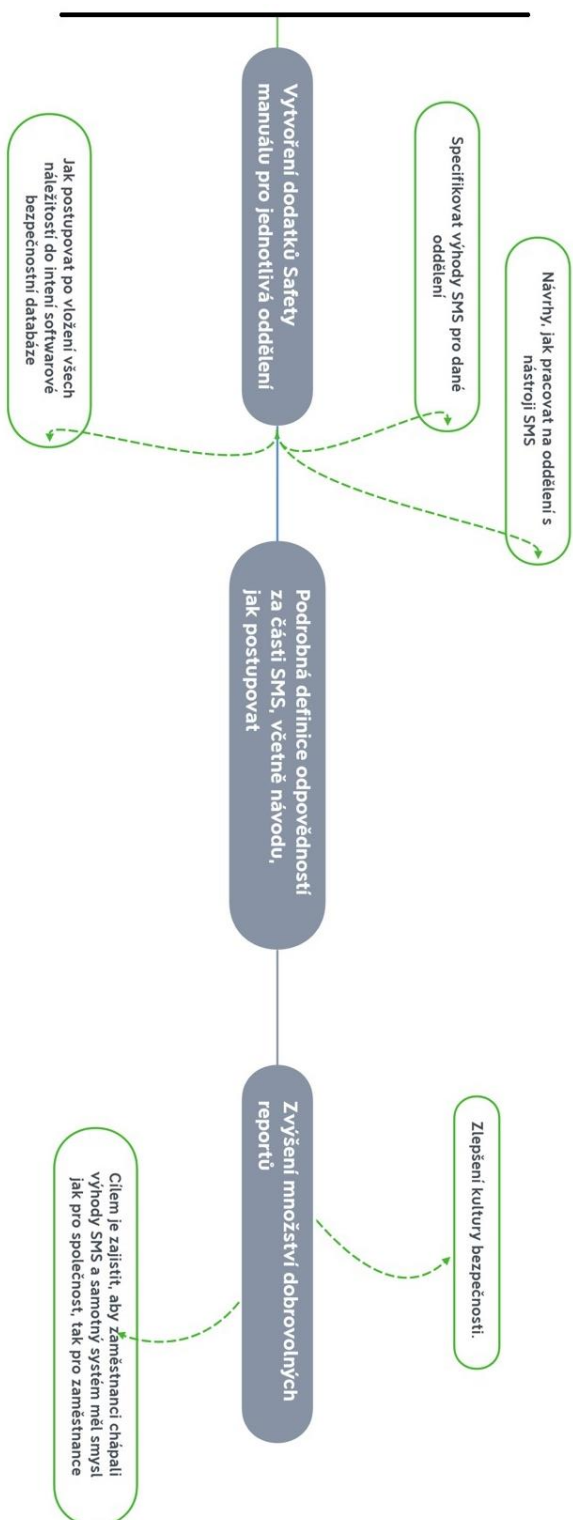 Návrhy, jak pracovat na oddělení s
nástroji SMS
Specifikovat výhody SMS pro dané
oddělení
Vytvoření dodatků Safety
manuálu pro jednotlivá oddělení
Jak postupovat po vložení všech
náležitostí do intení softwarové
bezpečnostní databáze
Podrobná definice odpovědností
za části SMS, včetně návodu,
jak postupovat
Zlepšení kultury bezpečnosti.
Zvýšení množství dobrovolných
reportů
Cílem je zajistit, aby zaměstnanci chápali
výhody SMS a samotný systém měl smysl
jak pro společnost, tak pro zaměstnance